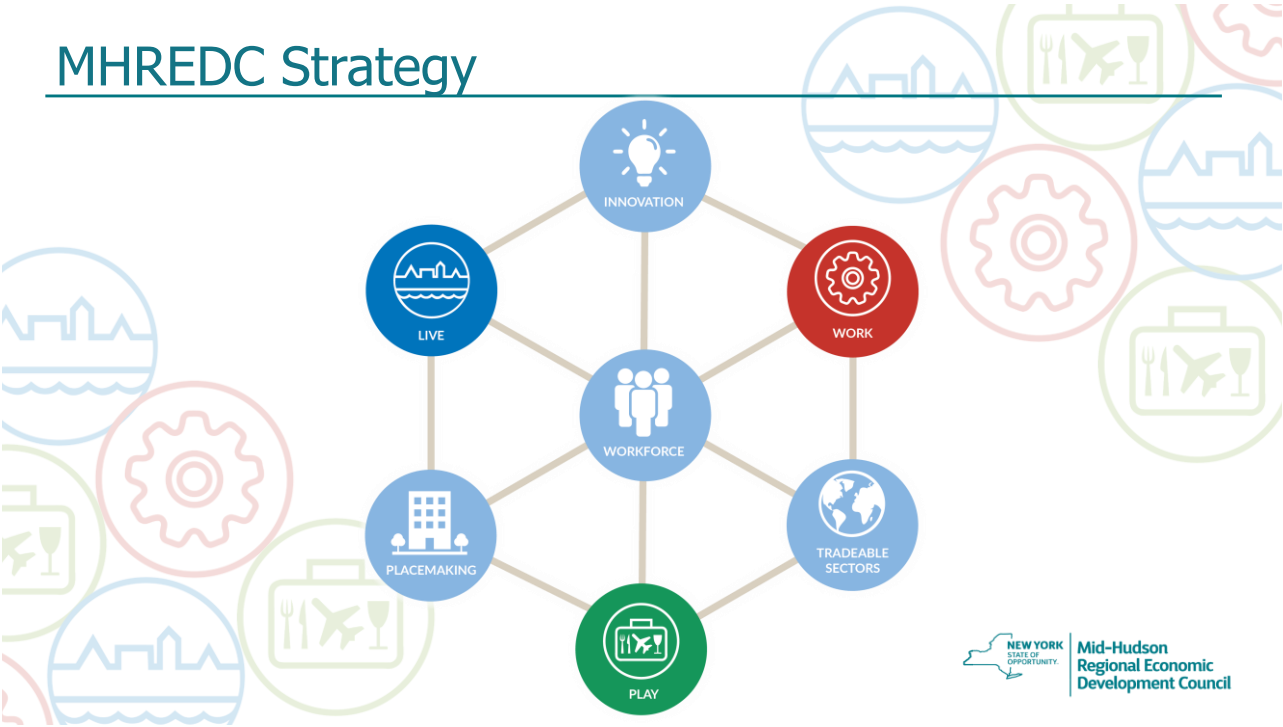 MHREDC Strategy
INNOVATION
LIVE
WORK
WORKFORCE
PLACEMAKING
TRADEABLE
SECTORS
PLAY
NEW YORK
STATE OF
OPPORTUNITY.
Mid-Hudson
Regional Economic
Development Council